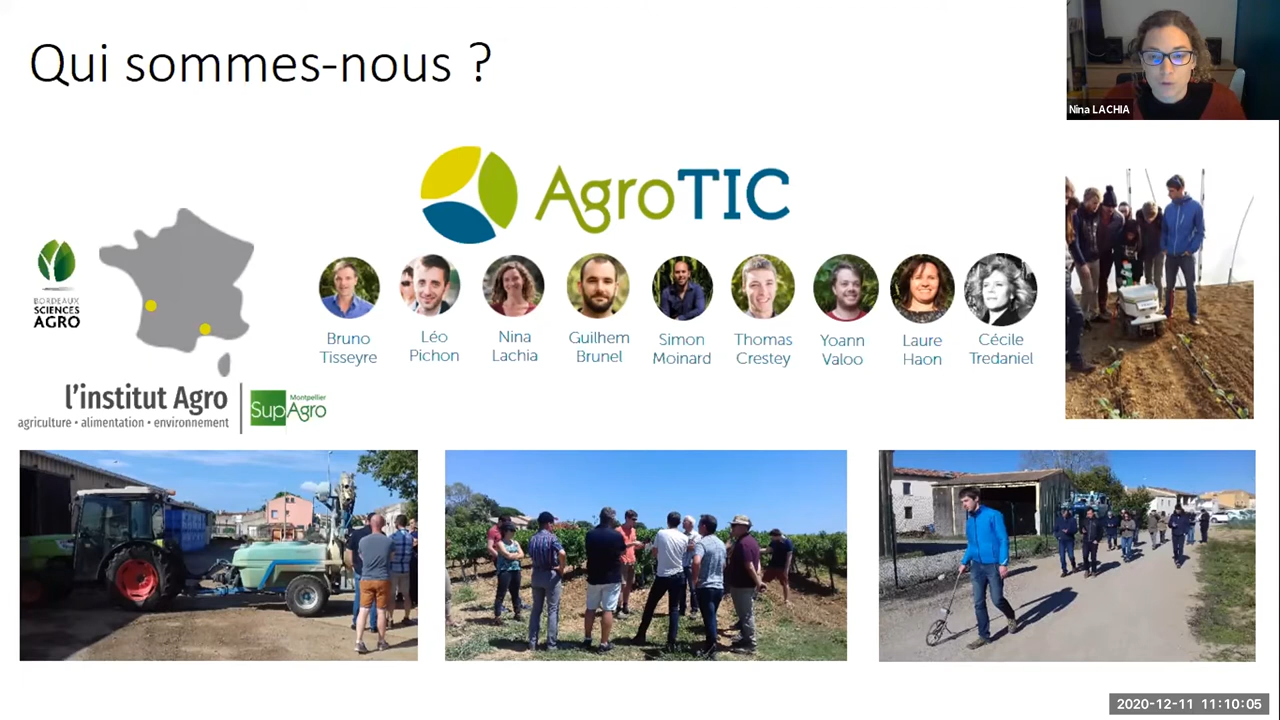 Qui sommes-nous ?
Nina LACHIA
AgroTIC
BORDEAUX
SCIENCES
AGRO
Bruno
Tisseyre
Léo
Pichon
Nina
Lachia
Guilhem
Brunel
Simon
Moinard
Thomas
Crestey
Yoann
Valoo
Laure
Haon
Cécile
Tredaniel
l'institut Agro
agriculture • alimentation • environnement
Montpellier
SupAgro
2020-12-11 11:10:05